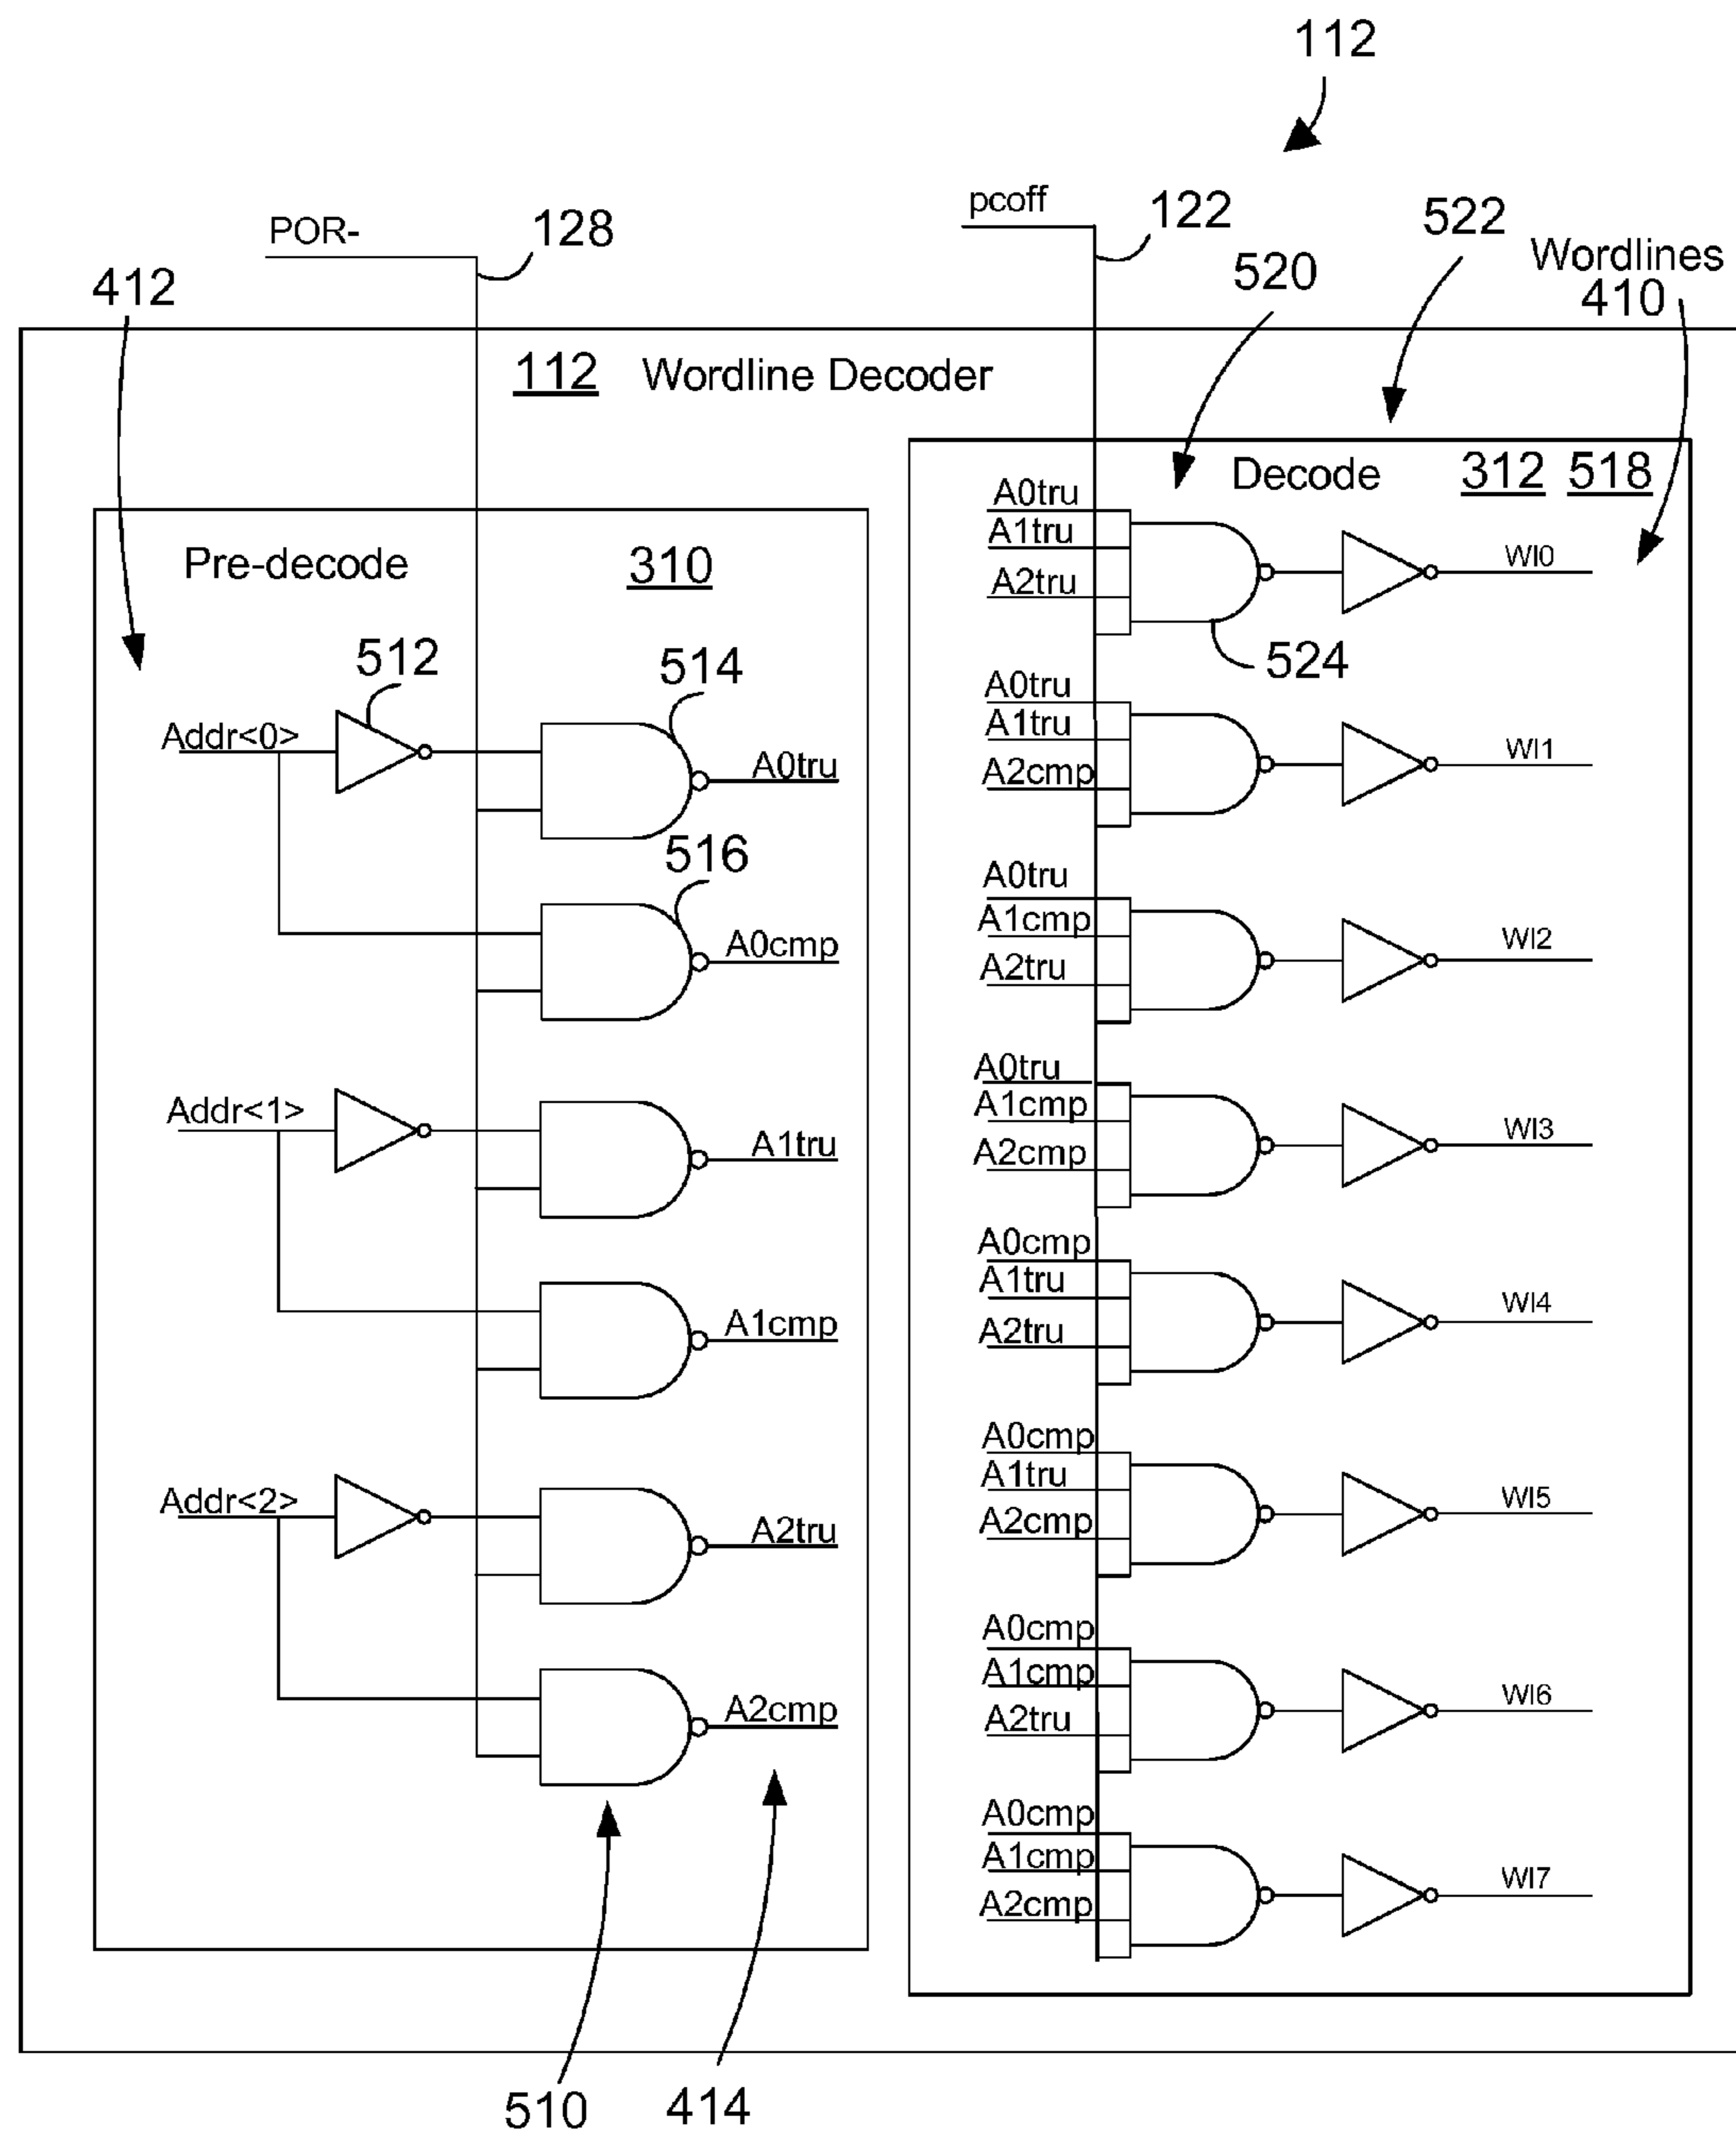 112
POR-
128
pcoff
122
520
522
Wordlines
410
412
112 Wordline Decoder
Pre-decode 310
512
514
Addr<0>
A0tru
516
A0cmp
Addr<1>
A1tru
A1cmp
Addr<2>
A2tru
A2cmp
510
414
Decode 312 518
A0tru
A1tru
A2tru
Wl0
524
A0tru
A1tru
A2cmp
Wl1
A0tru
A1cmp
A2tru
Wl2
A0tru
A1cmp
A2cmp
Wl3
A0cmp
A1tru
A2tru
Wl4
A0cmp
A1tru
A2cmp
Wl5
A0cmp
A1cmp
A2tru
Wl6
A0cmp
A1cmp
A2cmp
Wl7